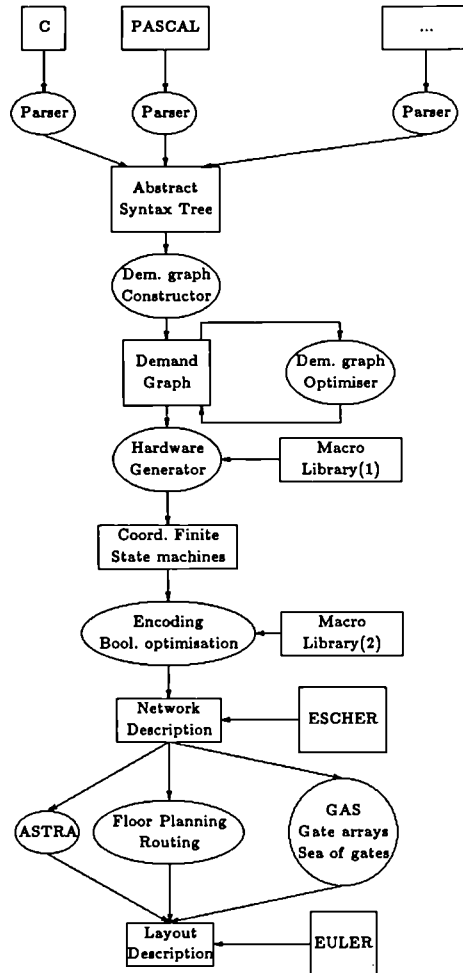 C
PASCAL
...
Parser
Parser
Parser
Abstract
Syntax Tree
Dem. graph
Constructor
Demand
Graph
Dem. graph
Optimiser
Hardware
Generator
Macro
Library(1)
Coord. Finite
State machines
Encoding
Bool. optimisation
Macro
Library(2)
Network
Description
ESCHER
ASTRA
Floor Planning
Routing
GAS
Gate arrays
Sea of gates
Layout
Description
EULER